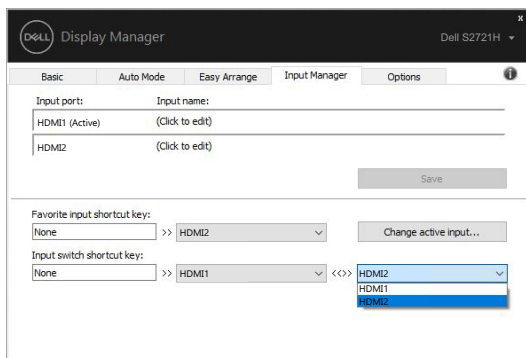 x
DELL Display Manager Dell S2721H
Basic Auto Mode Easy Arrange Input Manager Options i
Input port: Input name:
HDMI1 (Active) (Click to edit)
HDMI2 (Click to edit)
Save
Favorite input shortcut key:
None >> HDMI2 Change active input...
Input switch shortcut key:
None >> HDMI1 <<>> HDMI2
HDMI1
HDMI2